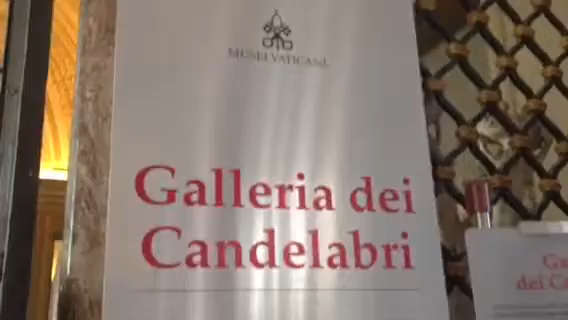 MUSEI VATICANI
Galleria dei
Candelabri
Ga
dei Ca